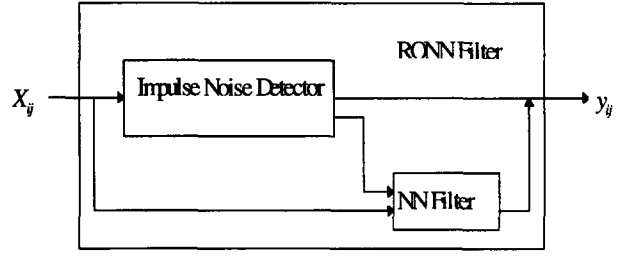 RONN Filter
Impulse Noise Detector
X_ij
y_ij
NN Filter